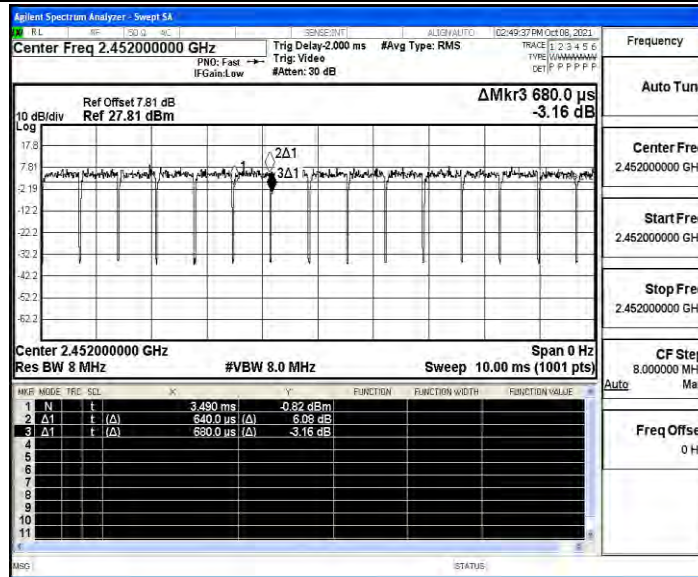 Agilent Spectrum Analyzer - Swept SA
RL RF 50 Ω AC SENSE:INT ALIGN AUTO 02:49:37 PM Oct 08, 2021
Center Freq 2.452000000 GHz
PNO: Fast
IFGain:Low
Trig Delay-2.000 ms
Trig: Video
#Atten: 30 dB
#Avg Type: RMS
TRACE 1 2 3 4 5 6
TYPE WWWWWW
DET P P P P P P
Ref Offset 7.81 dB
10 dB/div Ref 27.81 dBm
Log
ΔMkr3 680.0 µs
-3.16 dB
17.8
7.81
-2.19
-12.2
-22.2
-32.2
-42.2
-52.2
-62.2
1
2Δ1
3Δ1
Center 2.452000000 GHz Span 0 Hz
Res BW 8 MHz #VBW 8.0 MHz Sweep 10.00 ms (1001 pts)
MKR MODE TRC SCL X Y FUNCTION FUNCTION WIDTH FUNCTION VALUE
1 N t 3.490 ms -0.82 dBm
2 Δ1 t (Δ) 640.0 µs (Δ) 6.08 dB
3 Δ1 t (Δ) 680.0 µs (Δ) -3.16 dB
4
5
6
7
8
9
10
11
MSG STATUS
Frequency
Auto Tun
Center Fre
2.452000000 GH
Start Fre
2.452000000 GH
Stop Fre
2.452000000 GH
CF Step
8.000000 MH
Auto Ma
Freq Offse
0 H